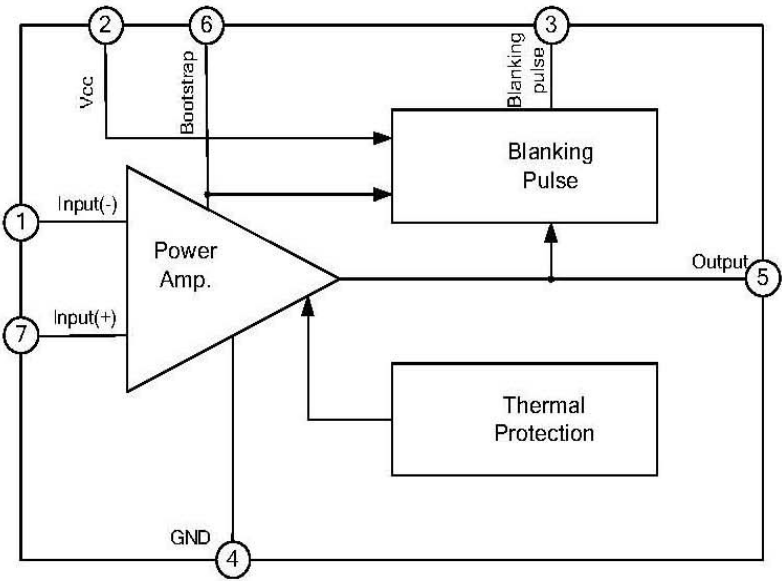 2
6
3
Vcc
Bootstrap
Blanking
pulse
Blanking
Pulse
1
Input(-)
Power
Amp.
Output
5
7
Input(+)
Thermal
Protection
GND
4